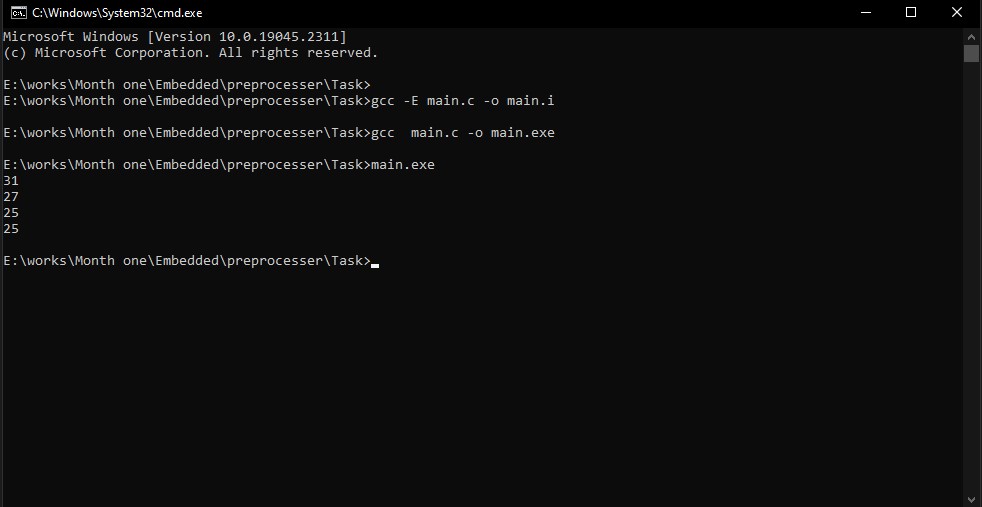 C:\Windows\System32\cmd.exe
Microsoft Windows [Version 10.0.19045.2311]
(c) Microsoft Corporation. All rights reserved.
E:\works\Month one\Embedded\preprocesser\Task>
E:\works\Month one\Embedded\preprocesser\Task>gcc -E main.c -o main.i
E:\works\Month one\Embedded\preprocesser\Task>gcc  main.c -o main.exe
E:\works\Month one\Embedded\preprocesser\Task>main.exe
31
27
25
25
E:\works\Month one\Embedded\preprocesser\Task>